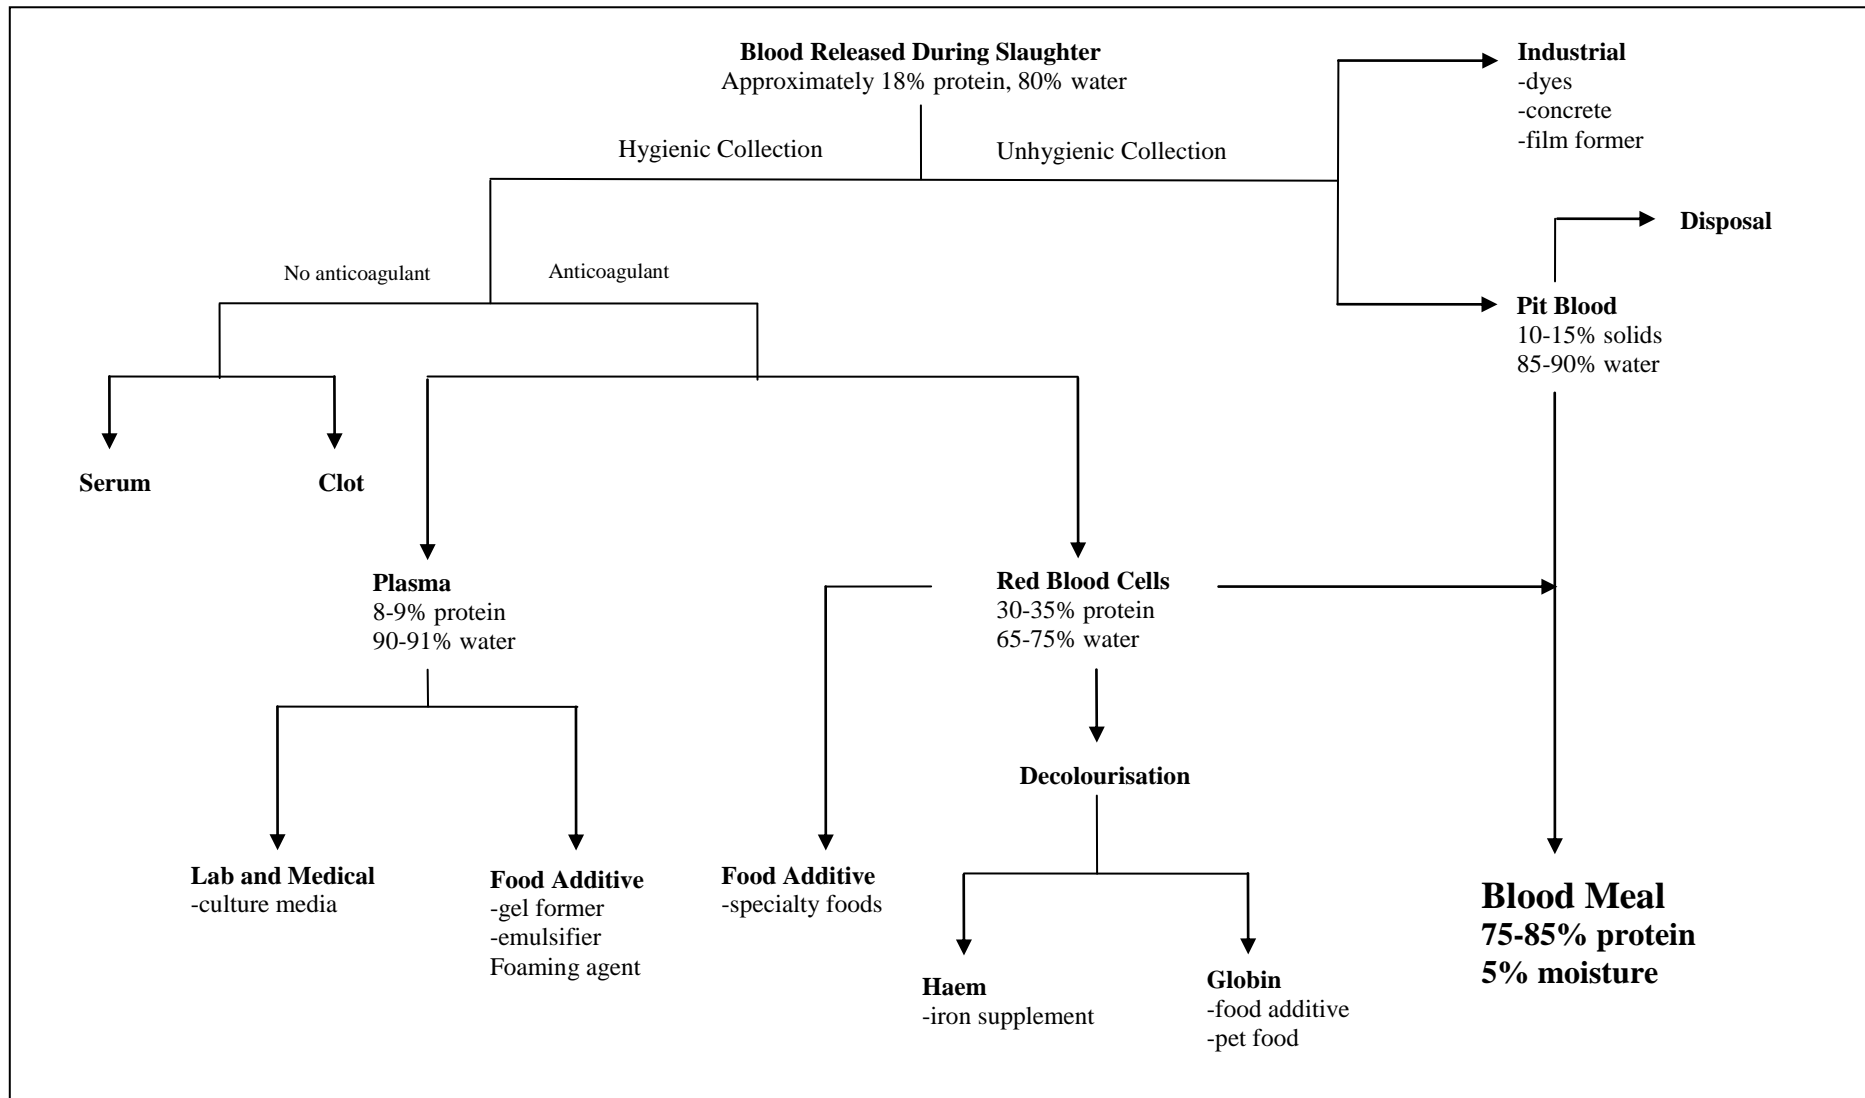 Blood Released During Slaughter
Approximately 18% protein, 80% water
Industrial
-dyes
-concrete
-film former
Hygienic Collection
Unhygienic Collection
Disposal
No anticoagulant
Anticoagulant
Pit Blood
10-15% solids
85-90% water
Serum
Clot
Plasma
8-9% protein
90-91% water
Red Blood Cells
30-35% protein
65-75% water
Decolourisation
Lab and Medical
-culture media
Food Additive
-gel former
-emulsifier
Foaming agent
Food Additive
-specialty foods
Haem
-iron supplement
Globin
-food additive
-pet food
Blood Meal
75-85% protein
5% moisture